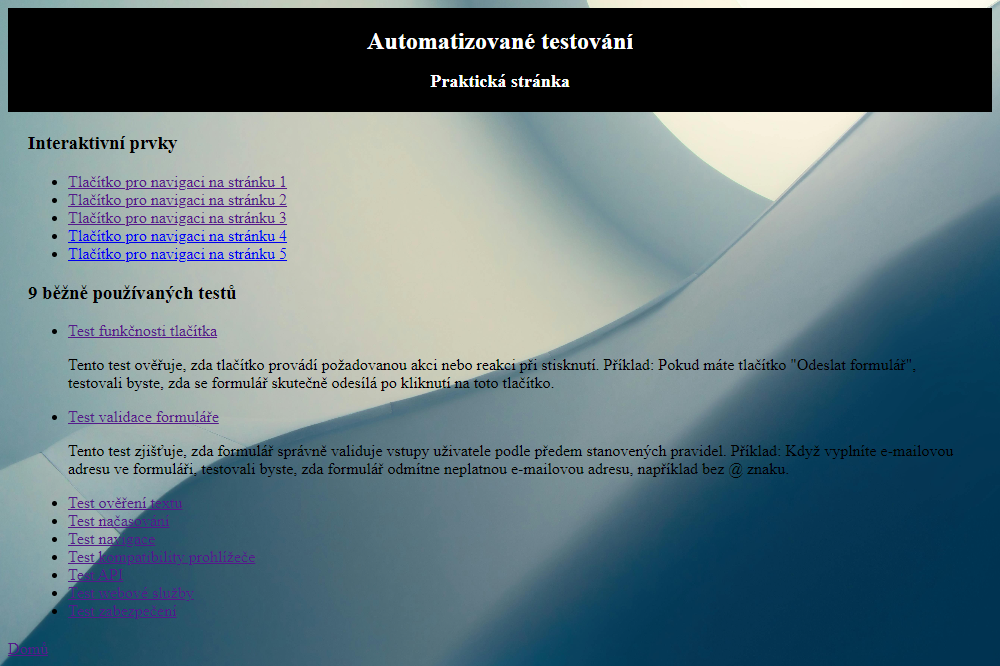 Automatizované testování
Praktická stránka
Interaktivní prvky
Tlačítko pro navigaci na stránku 1
Tlačítko pro navigaci na stránku 2
Tlačítko pro navigaci na stránku 3
Tlačítko pro navigaci na stránku 4
Tlačítko pro navigaci na stránku 5
9 běžně používaných testů
Test funkčnosti tlačítka
Tento test ověřuje, zda tlačítko provádí požadovanou akci nebo reakci při stisknutí. Příklad: Pokud máte tlačítko "Odeslat formulář",
testovali byste, zda se formulář skutečně odesílá po kliknutí na toto tlačítko.
Test validace formuláře
Tento test zjišťuje, zda formulář správně validuje vstupy uživatele podle předem stanovených pravidel. Příklad: Když vyplníte e-mailovou
adresu ve formuláři, testovali byste, zda formulář odmítne neplatnou e-mailovou adresu, například bez @ znaku.
Test ověření textu
Test načasování
Test navigace
Test kompatibility prohlížeče
Test API
Test webové služby
Test zabezpečení
Domů